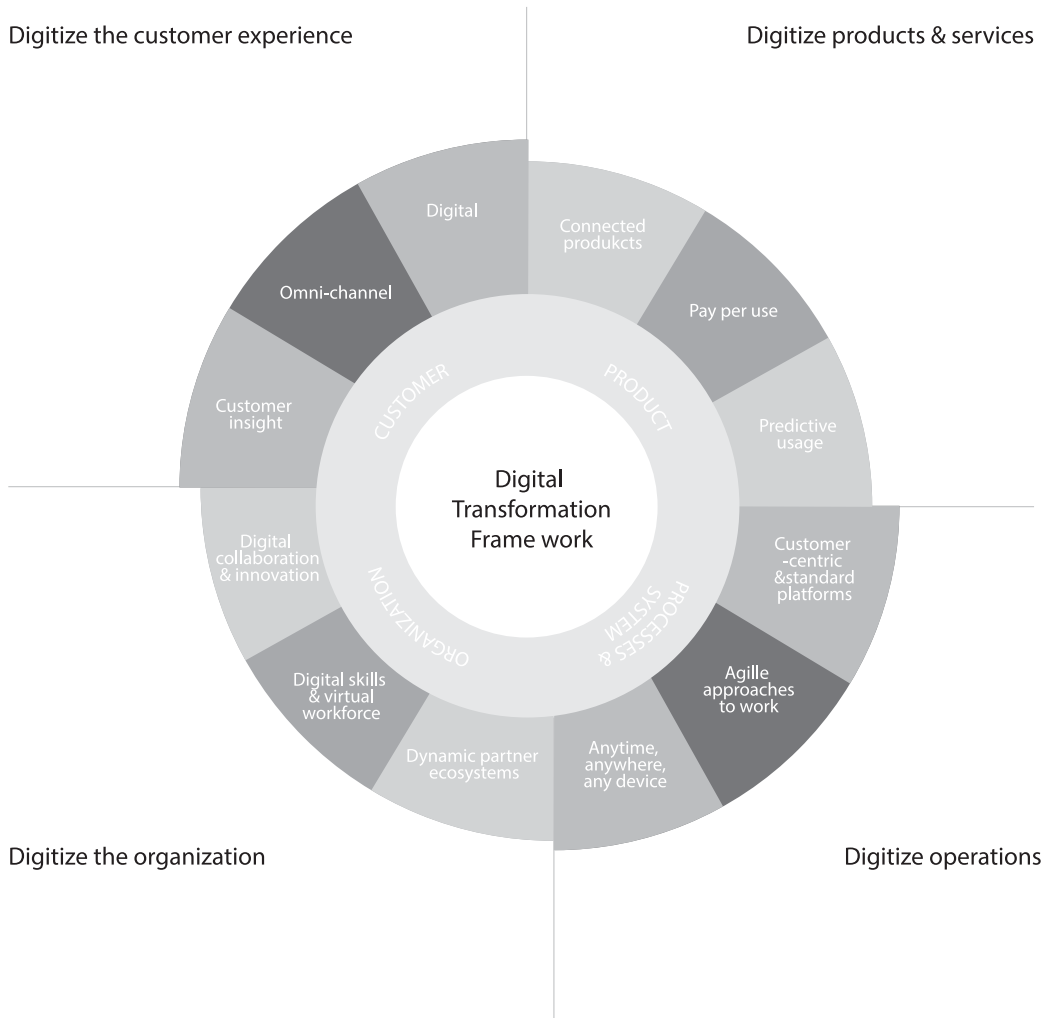 Digitize the customer experience
Digitize products & services
Digital
Connected
produkcts
Omni-channel
Pay per use
Customer
insight
Predictive
usage
CUSTOMER
PRODUCT
Digital
Transformation
Frame work
Digital
collaboration
& innovation
Customer
-centric
&standard
platforms
ORGANIZATION
PROCESSES &
SYSTEM
Digital skills
& virtual
workforce
Agille
approaches
to work
Dynamic partner
ecosystems
Anytime,
anywhere,
any device
Digitize the organization
Digitize operations